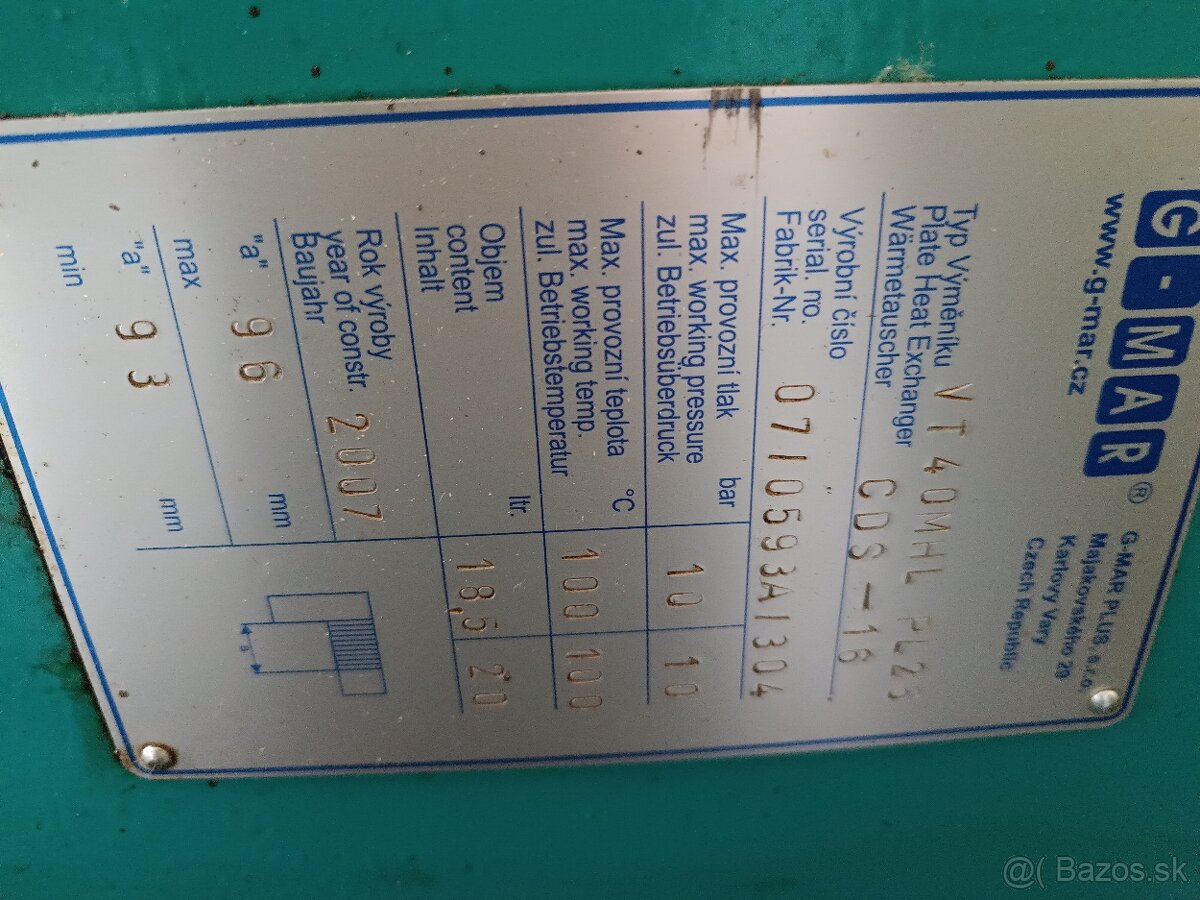 G-MAR®
www.g-mar.cz
G-MAR PLUS, s.r.o.
Majakovského 29
Karlovy Vary
Czech Republic
Typ Výměníku VT40MHL
Plate Heat Exchanger
Wärmetauscher CDS-16
Výrobní číslo
serial. no.
Fabrik-Nr. 0710593A1304
Max. provozní tlak bar
max. working pressure 10 10
zul. Betriebsüberdruck
Max. provozní teplota °C
max. working temp. 100 100
zul. Betriebstemperatur
Objem ltr.
content 18,5 20
Inhalt
Rok výroby
year of constr. 2007
Baujahr
"a" 96 mm
max
"a" 93 mm
min
a
@( Bazos.sk